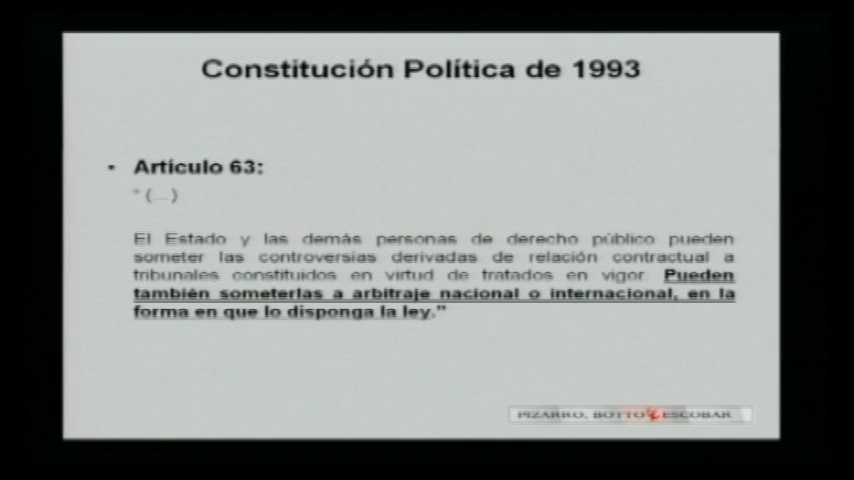 Constitución Política de 1993
• Artículo 63:
“ (...)
El Estado y las demás personas de derecho público pueden
someter las controversias derivadas de relación contractual a
tribunales constituidos en virtud de tratados en vigor. Pueden
también someterlas a arbitraje nacional o internacional, en la
forma en que lo disponga la ley.”
PIZARRO, BOTTO & ESCOBAR